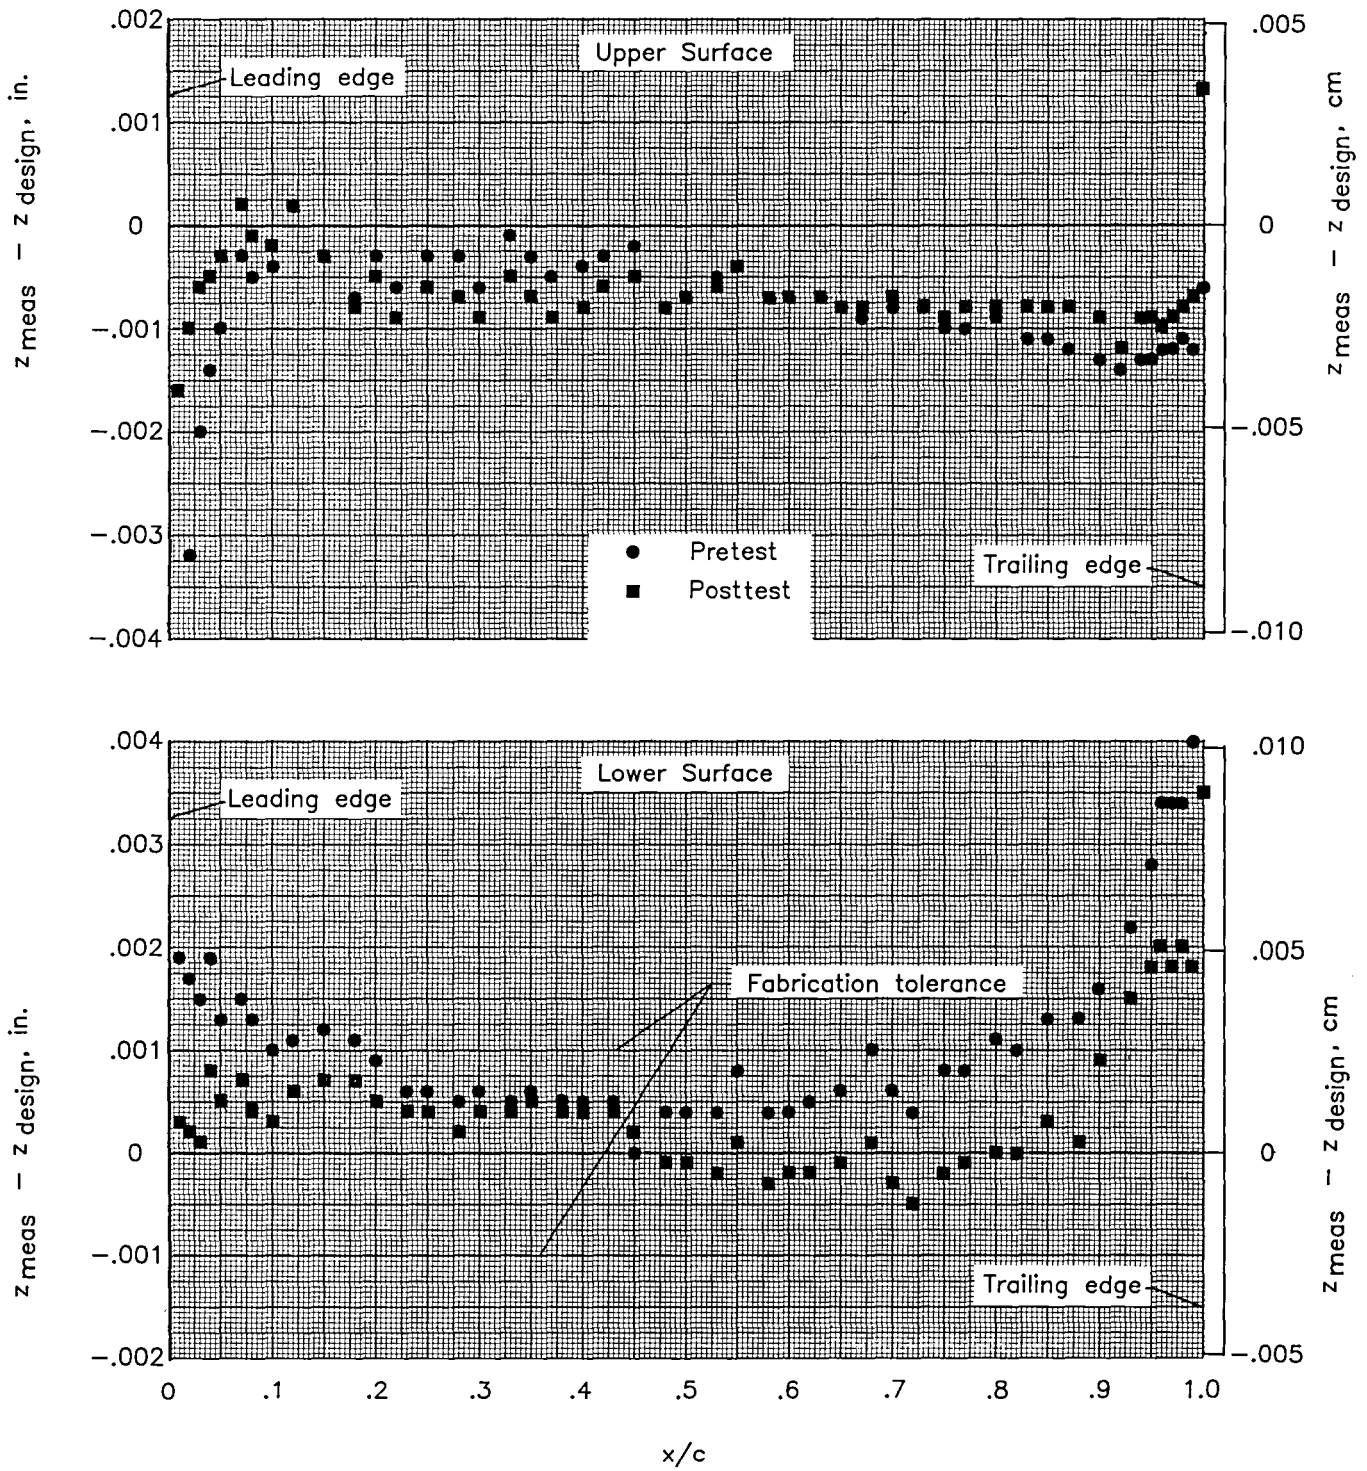 .002
.001
0
−.001
−.002
−.003
−.004
z meas − z design, in.
Upper Surface
Leading edge
● Pretest
■ Posttest
Trailing edge
.005
0
−.005
−.010
z meas − z design, cm
.004
.003
.002
.001
0
−.001
−.002
z meas − z design, in.
Lower Surface
Leading edge
Fabrication tolerance
Trailing edge
.010
.005
0
−.005
z meas − z design, cm
0 .1 .2 .3 .4 .5 .6 .7 .8 .9 1.0
x/c